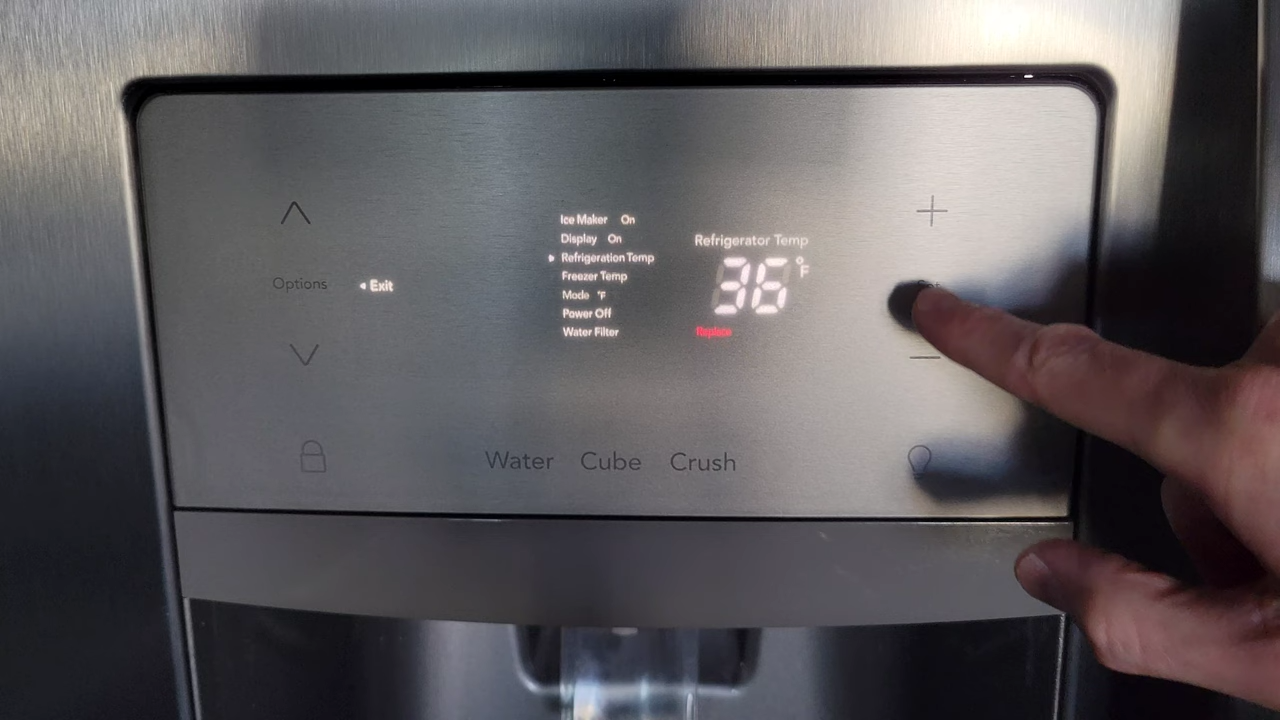 Ice Maker On
Display On
Refrigeration Temp
Freezer Temp
Mode °F
Power Off
Water Filter
Refrigerator Temp
36 °F
Replace
Options
Exit
Water Cube Crush